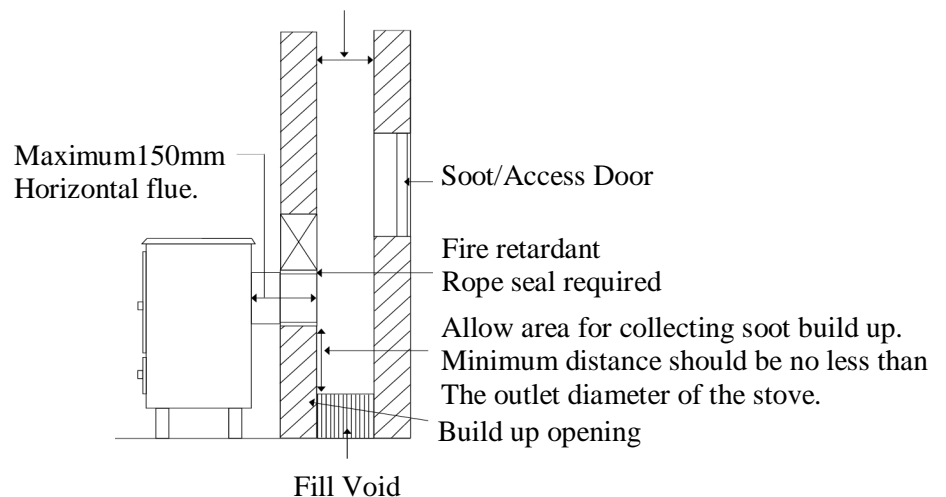 Maximum150mm
Horizontal flue.
Soot/Access Door
Fire retardant
Rope seal required
Allow area for collecting soot build up.
Minimum distance should be no less than
The outlet diameter of the stove.
Build up opening
Fill Void